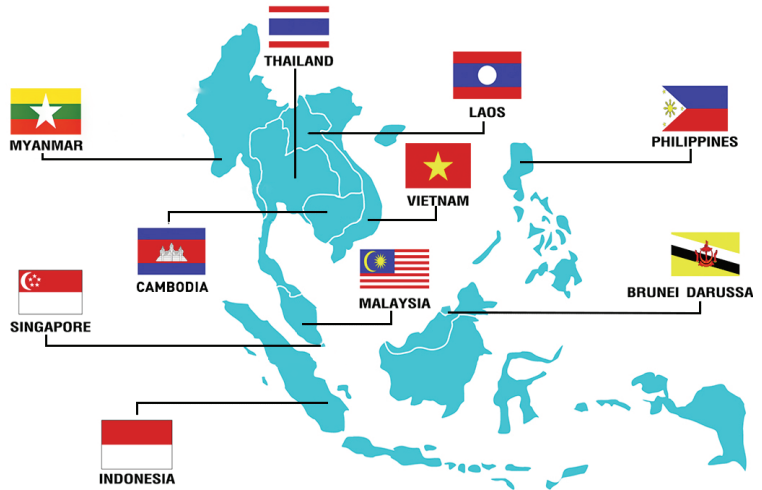 THAILAND
LAOS
MYANMAR
PHILIPPINES
VIETNAM
CAMBODIA
BRUNEI DARUSSA
MALAYSIA
SINGAPORE
INDONESIA